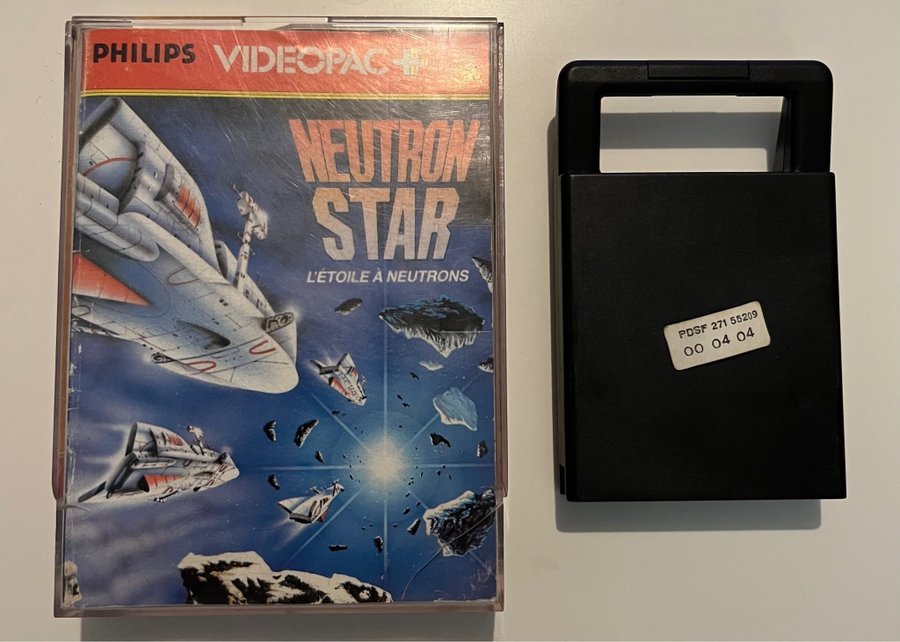 PHILIPS VIDEOPAC+
NEUTRON
STAR
L'ÉTOILE À NEUTRONS
PDSF 271 55209
00 04 04